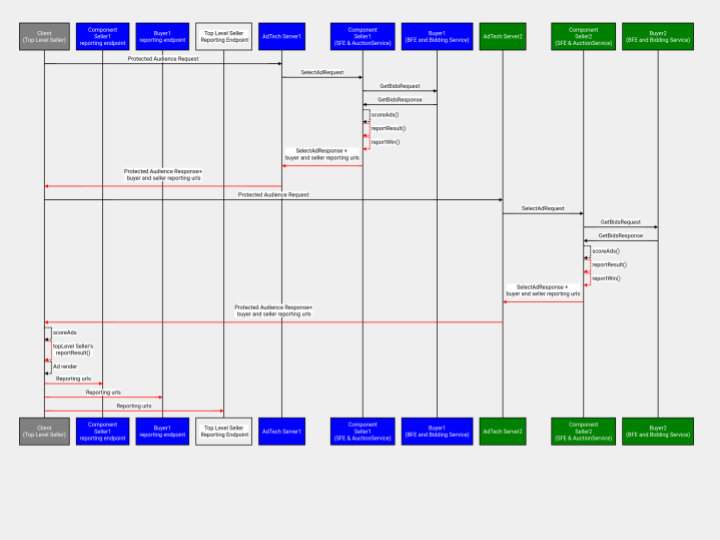 Client
(Top Level Seller)
Component
Seller1
reporting endpoint
Buyer1
reporting endpoint
Top Level Seller
Reporting Endpoint
AdTech Server1
Component
Seller1
(SFE & AuctionService)
Buyer1
(BFE and Bidding Service)
AdTech Server2
Component
Seller2
(SFE & AuctionService)
Buyer2
(BFE and Bidding Service)
Protected Audience Request
SelectAdRequest
GetBidsRequest
GetBidsResponse
scoreAds()
reportResult()
reportWin()
SelectAdResponse +
buyer and seller reporting urls
Protected Audience Response+
buyer and seller reporting urls
Protected Audience Request
SelectAdRequest
GetBidsRequest
GetBidsResponse
scoreAds()
reportResult()
reportWin()
SelectAdResponse +
buyer and seller reporting urls
Protected Audience Response+
buyer and seller reporting urls
scoreAds
topLevel Seller's
reportResult()
Ad render
Reporting urls
Reporting urls
Reporting urls
Client
(Top Level Seller)
Component
Seller1
reporting endpoint
Buyer1
reporting endpoint
Top Level Seller
Reporting Endpoint
AdTech Server1
Component
Seller1
(SFE & AuctionService)
Buyer1
(BFE and Bidding Service)
AdTech Server2
Component
Seller2
(SFE & AuctionService)
Buyer2
(BFE and Bidding Service)